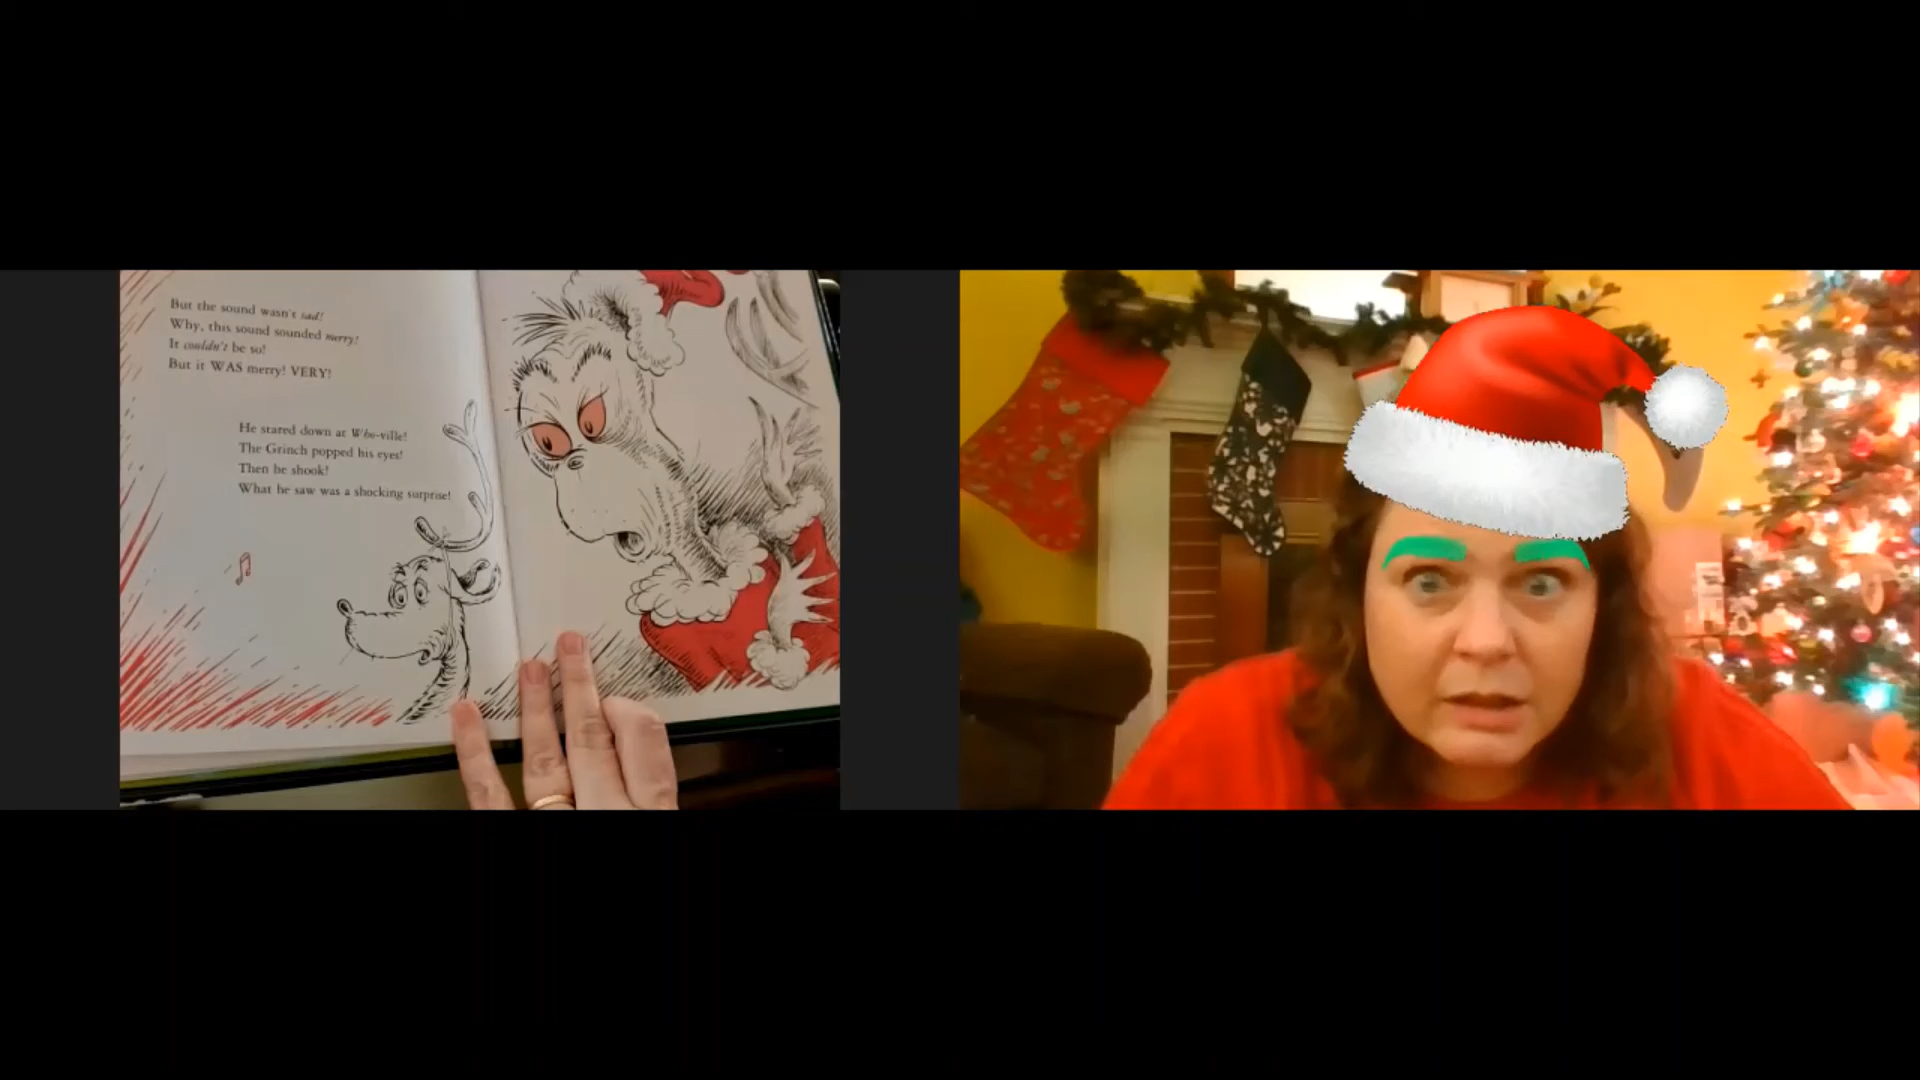 But the sound wasn't sad!
Why, this sound sounded merry!
It couldn't be so!
But it WAS merry! VERY!
He stared down at Who-ville!
The Grinch popped his eyes!
Then he shook!
What he saw was a shocking surprise!